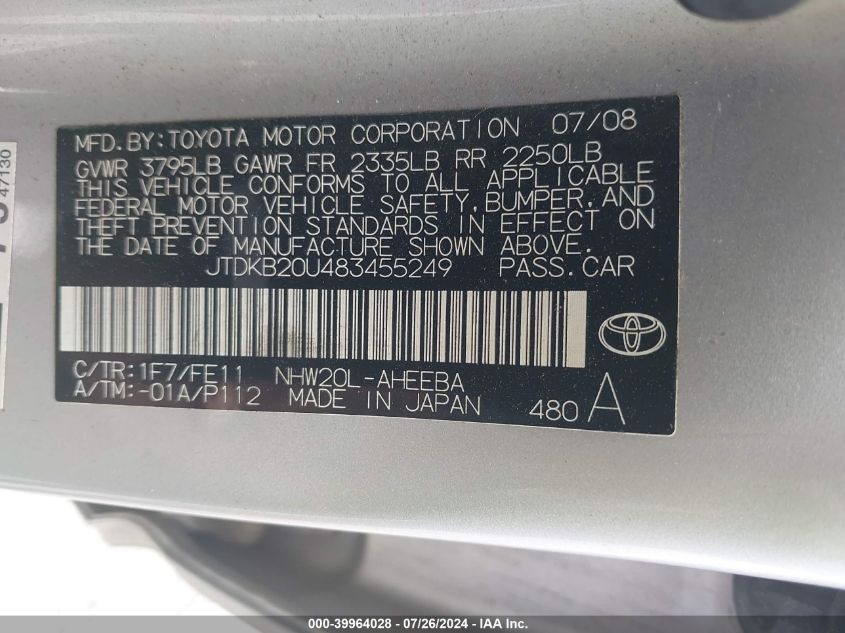 MFD.BY:TOYOTA MOTOR CORPORATION 07/08
GVWR 3795LB GAWR FR 2335LB RR 2250LB
THIS VEHICLE CONFORMS TO ALL APPLICABLE
FEDERAL MOTOR VEHICLE SAFETY,BUMPER,AND
THEFT PREVENTION STANDARDS IN EFFECT ON
THE DATE OF MANUFACTURE SHOWN ABOVE.
JTDKB20U483455249 PASS.CAR
C/TR:1F7/FE11 NHW20L-AHEEBA
A/TM:-01A/P112 MADE IN JAPAN 480 A
47130
000-39964028 - 07/26/2024 - IAA Inc.